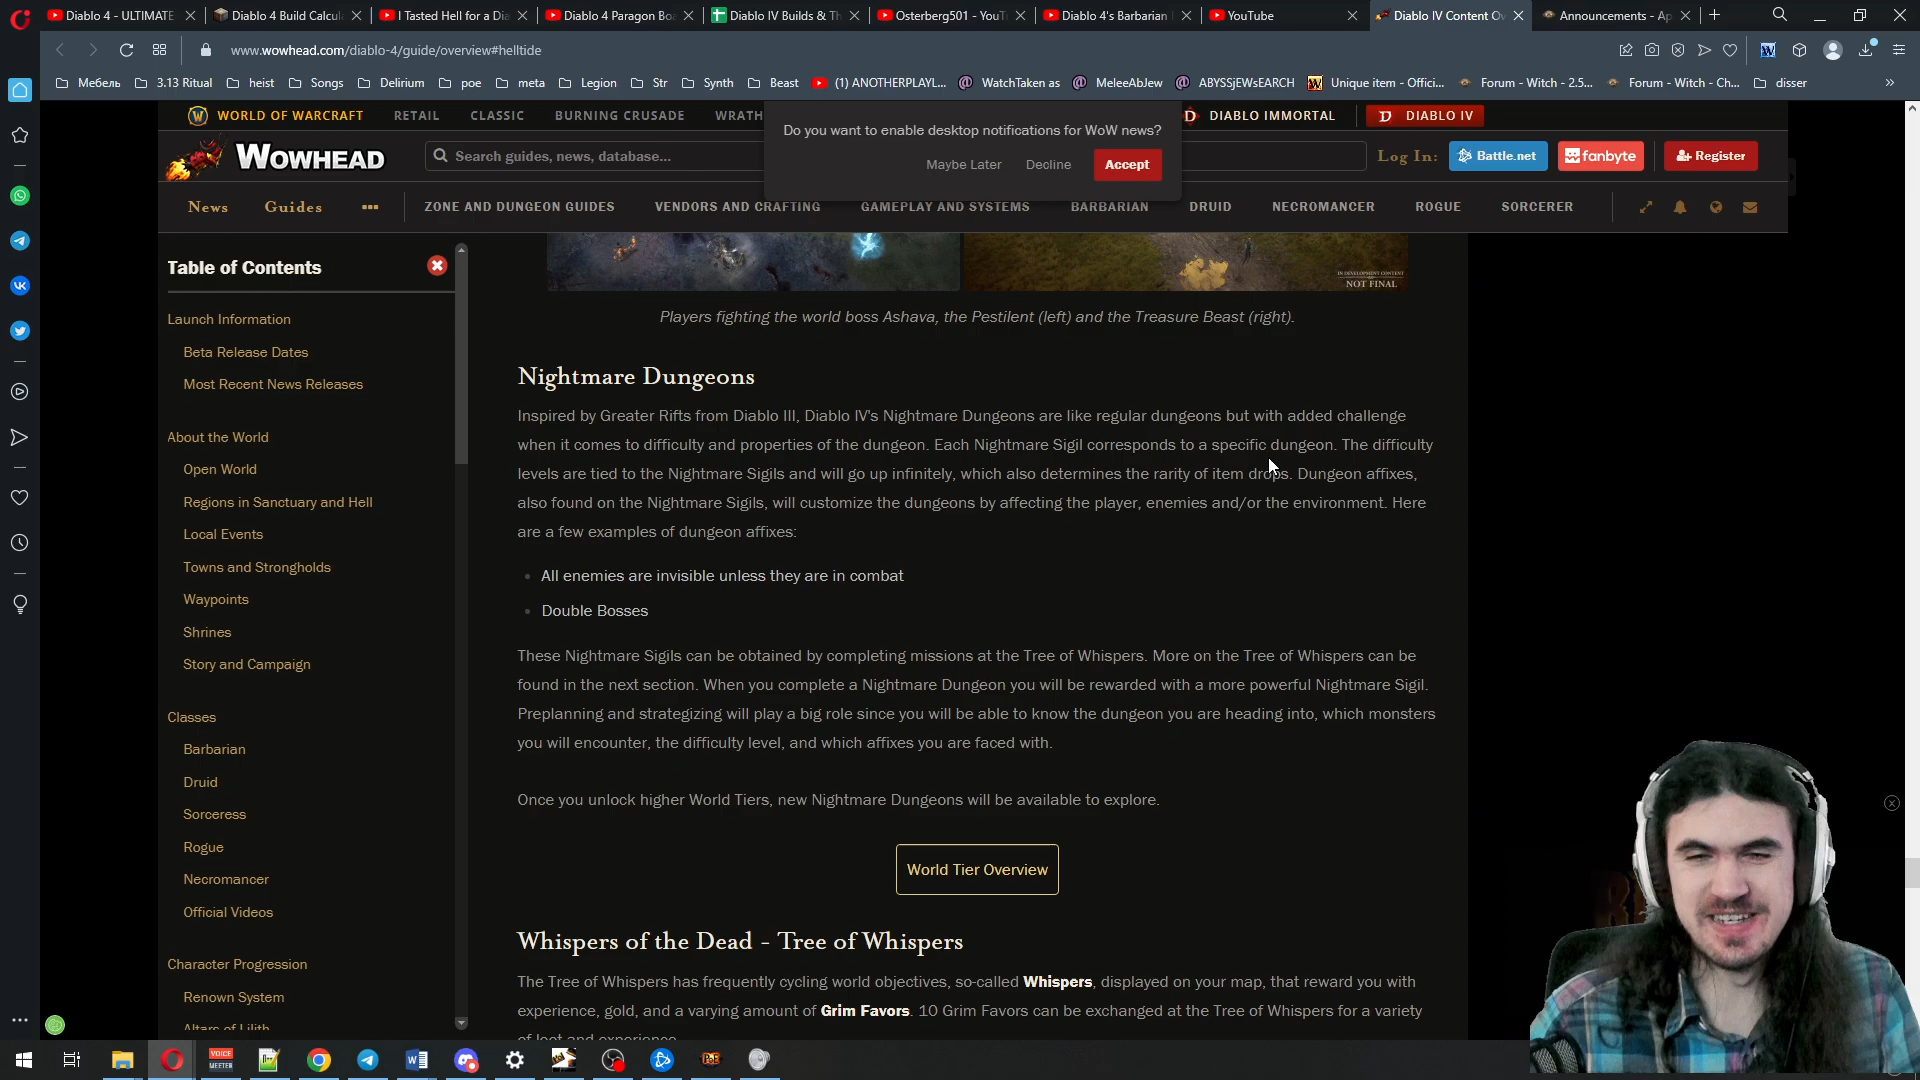 Diablo 4 - ULTIMATE
Diablo 4 Build Calcul
I Tasted Hell for a Dia
Diablo 4 Paragon Boa
Diablo IV Builds & Th
Osterberg501 - YouT
Diablo 4's Barbarian
YouTube
Diablo IV Content Ov
Announcements - Ap
www.wowhead.com/diablo-4/guide/overview#helltide
Мебель
3.13 Ritual
heist
Songs
Delirium
poe
meta
Legion
Str
Synth
Beast
(1) ANOTHERPLAYL...
WatchTaken as
MeleeAbJew
ABYSSjEWsEARCH
Unique item - Offici...
Forum - Witch - 2.5...
Forum - Witch - Ch...
disser
WORLD OF WARCRAFT
RETAIL
CLASSIC
BURNING CRUSADE
WRATH
DIABLO IMMORTAL
DIABLO IV
Do you want to enable desktop notifications for WoW news?
Maybe Later
Decline
Accept
WOWHEAD
Search guides, news, database...
Log In:
Battle.net
fanbyte
Register
News
Guides
ZONE AND DUNGEON GUIDES
VENDORS AND CRAFTING
GAMEPLAY AND SYSTEMS
BARBARIAN
DRUID
NECROMANCER
ROGUE
SORCERER
Table of Contents
Launch Information
Beta Release Dates
Most Recent News Releases
About the World
Open World
Regions in Sanctuary and Hell
Local Events
Towns and Strongholds
Waypoints
Shrines
Story and Campaign
Classes
Barbarian
Druid
Sorceress
Rogue
Necromancer
Official Videos
Character Progression
Renown System
Altars of Lilith
IN DEVELOPMENT CONTENT
NOT FINAL
Players fighting the world boss Ashava, the Pestilent (left) and the Treasure Beast (right).
Nightmare Dungeons
Inspired by Greater Rifts from Diablo III, Diablo IV's Nightmare Dungeons are like regular dungeons but with added challenge
when it comes to difficulty and properties of the dungeon. Each Nightmare Sigil corresponds to a specific dungeon. The difficulty
levels are tied to the Nightmare Sigils and will go up infinitely, which also determines the rarity of item drops. Dungeon affixes,
also found on the Nightmare Sigils, will customize the dungeons by affecting the player, enemies and/or the environment. Here
are a few examples of dungeon affixes:
All enemies are invisible unless they are in combat
Double Bosses
These Nightmare Sigils can be obtained by completing missions at the Tree of Whispers. More on the Tree of Whispers can be
found in the next section. When you complete a Nightmare Dungeon you will be rewarded with a more powerful Nightmare Sigil.
Preplanning and strategizing will play a big role since you will be able to know the dungeon you are heading into, which monsters
you will encounter, the difficulty level, and which affixes you are faced with.
Once you unlock higher World Tiers, new Nightmare Dungeons will be available to explore.
World Tier Overview
Whispers of the Dead - Tree of Whispers
The Tree of Whispers has frequently cycling world objectives, so-called Whispers, displayed on your map, that reward you with
experience, gold, and a varying amount of Grim Favors. 10 Grim Favors can be exchanged at the Tree of Whispers for a variety
of loot and experience.
VOICE
MEETER